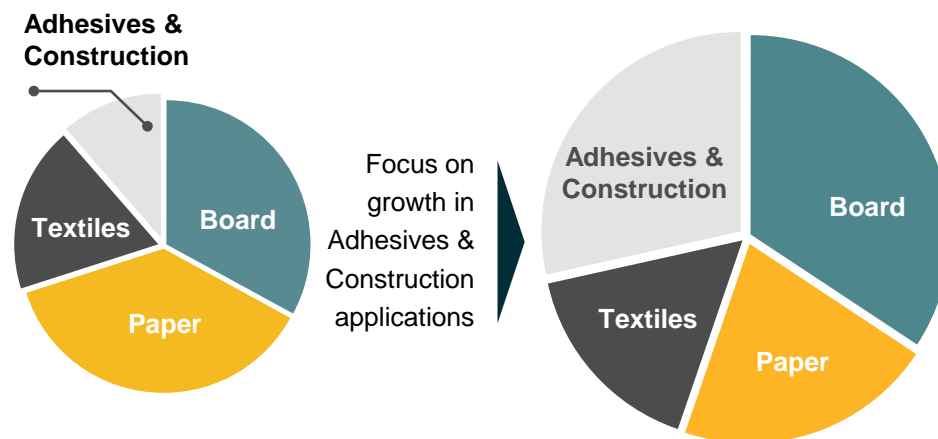 Adhesives &
Construction
Board
Textiles
Paper
Focus on
growth in
Adhesives &
Construction
applications
Adhesives &
Construction
Board
Textiles
Paper